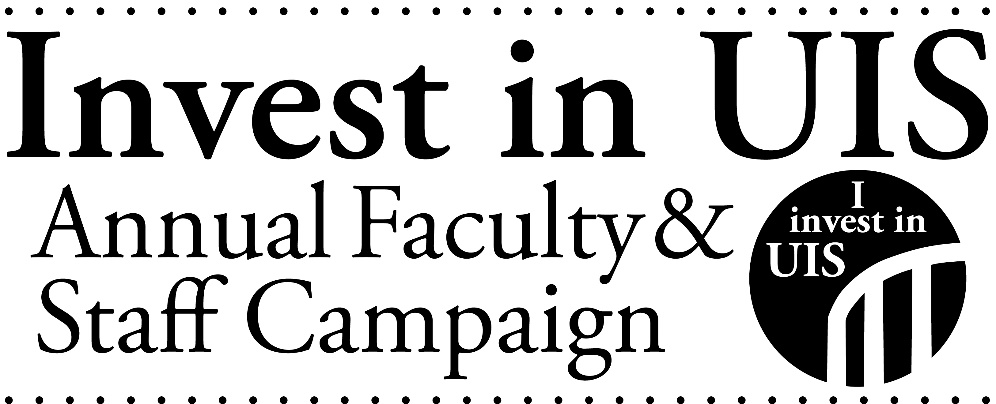 Invest in UIS
Annual Faculty &
Staff Campaign
I
invest in
UIS